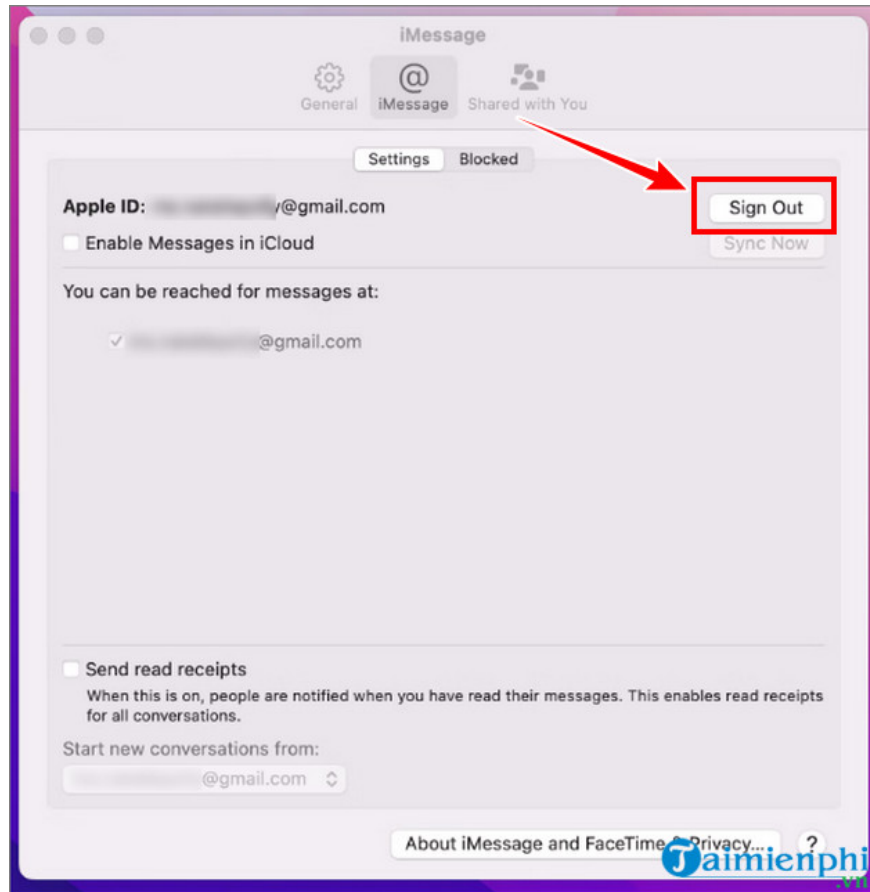 iMessage
General iMessage Shared with You
Settings Blocked
Apple ID: @gmail.com Sign Out
Enable Messages in iCloud Sync Now
You can be reached for messages at:
@gmail.com
Send read receipts
When this is on, people are notified when you have read their messages. This enables read receipts
for all conversations.
Start new conversations from:
@gmail.com
About iMessage and FaceTime & Privacy... ?
Taimienphi
.vn